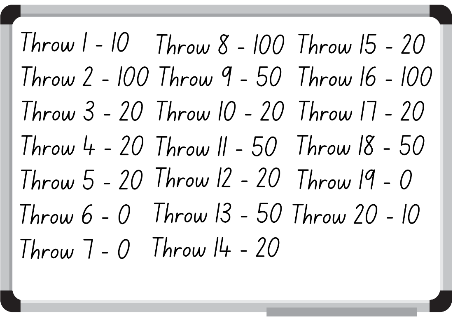 Throw 1 - 10
Throw 2 - 100
Throw 3 - 20
Throw 4 - 20
Throw 5 - 20
Throw 6 - 0
Throw 7 - 0
Throw 8 - 100
Throw 9 - 50
Throw 10 - 20
Throw 11 - 50
Throw 12 - 20
Throw 13 - 50
Throw 14 - 20
Throw 15 - 20
Throw 16 - 100
Throw 17 - 20
Throw 18 - 50
Throw 19 - 0
Throw 20 - 10